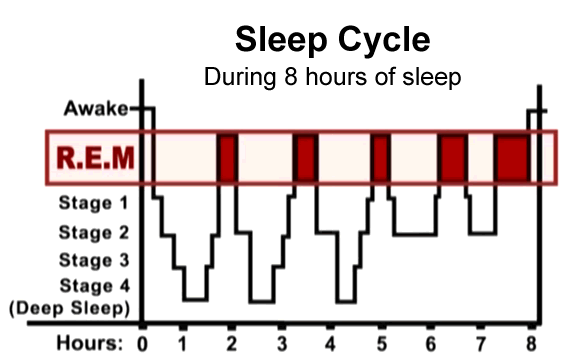 Sleep Cycle
During 8 hours of sleep
Awake
R.E.M
Stage 1
Stage 2
Stage 3
Stage 4
(Deep Sleep)
Hours: 0 1 2 3 4 5 6 7 8